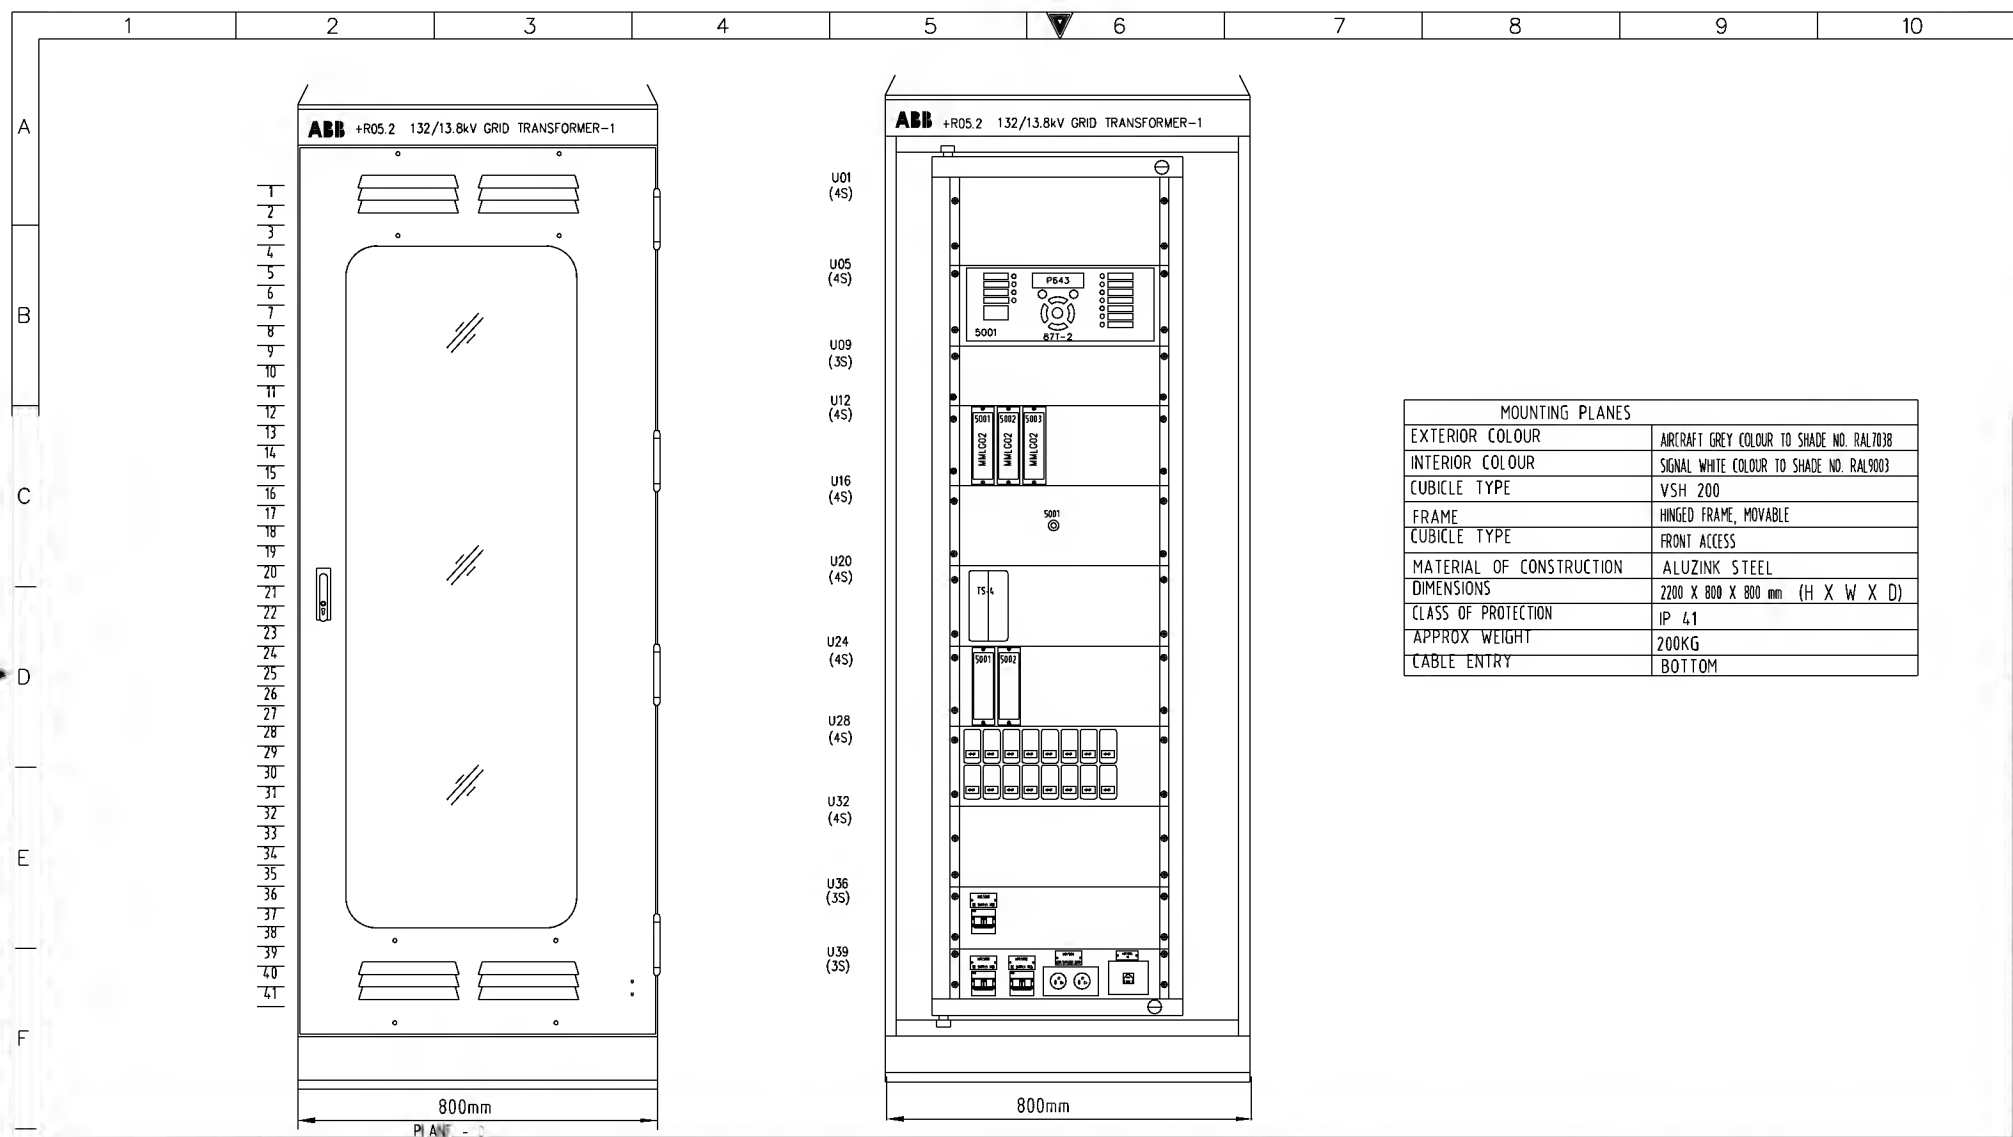 1 2 3 4 5 6 7 8 9 10
A
B
C
D
E
F
ABB +R05.2 132/13.8kV GRID TRANSFORMER-1
1
2
3
4
5
6
7
8
9
10
11
12
13
14
15
16
17
18
19
20
21
22
23
24
25
26
27
28
29
30
31
32
33
34
35
36
37
38
39
40
41
800mm
PLANT -
ABB +R05.2 132/13.8kV GRID TRANSFORMER-1
U01
(4S)
U05
(4S)
U09
(3S)
U12
(4S)
U16
(4S)
U20
(4S)
U24
(4S)
U28
(4S)
U32
(4S)
U36
(3S)
U39
(3S)
P643
S001
87T-2
S001 S002 S003
MMLG02 MMLG02 MMLG02
S001
TS-4
S001 S002
800mm
MOUNTING PLANES
EXTERIOR COLOUR AIRCRAFT GREY COLOUR TO SHADE NO. RAL7038
INTERIOR COLOUR SIGNAL WHITE COLOUR TO SHADE NO. RAL9003
CUBICLE TYPE VSH 200
FRAME HINGED FRAME, MOVABLE
CUBICLE TYPE FRONT ACCESS
MATERIAL OF CONSTRUCTION ALUZINK STEEL
DIMENSIONS 2200 X 800 X 800 mm (H X W X D)
CLASS OF PROTECTION IP 41
APPROX WEIGHT 200KG
CABLE ENTRY BOTTOM